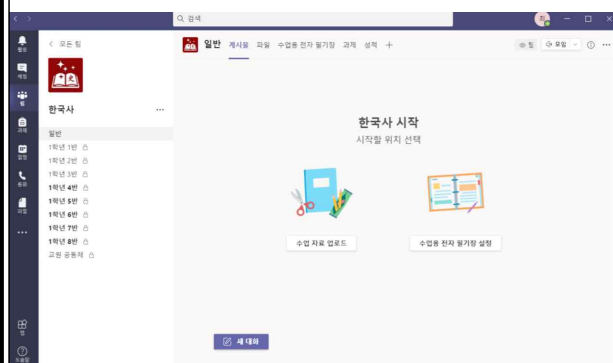 검색
활동
채팅
팀
과제
일정
통화
파일
앱
도움말
< 모든 팀
한국사
일반
1학년 1반
1학년 2반
1학년 3반
1학년 4반
1학년 5반
1학년 6반
1학년 7반
1학년 8반
교원 공동체
일반 게시물 파일 수업용 전자 필기장 과제 성적 +
팀 모임
한국사 시작
시작할 위치 선택
수업 자료 업로드
수업용 전자 필기장 설정
새 대화